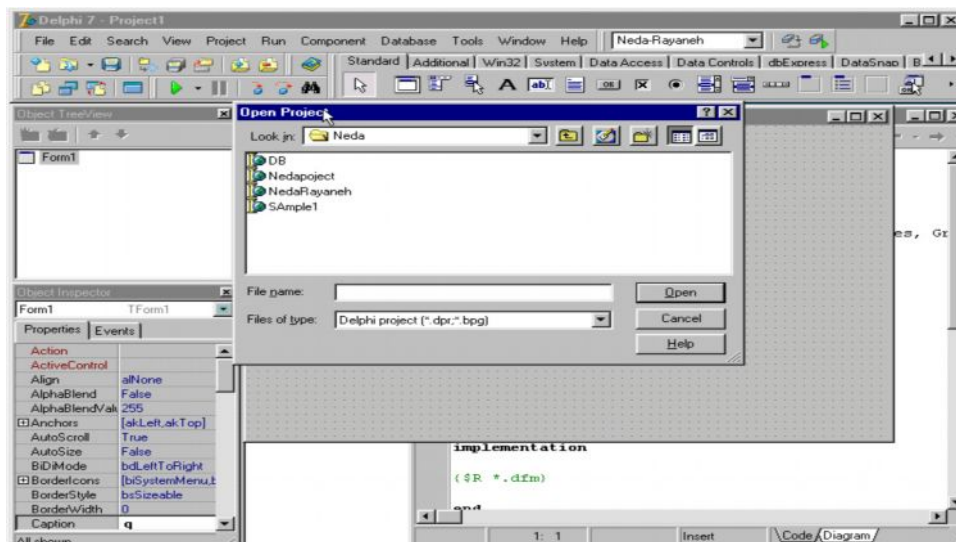 Delphi 7 - Project1
File Edit Search View Project Run Component Database Tools Window Help
Neda-Rayaneh
Standard Additional Win32 System Data Access Data Controls dbExpress DataSnap B
Object TreeView
Form1
Open Project
Look in: Neda
DB
Nedapoject
NedaRayaneh
SAmple1
File name:
Open
Files of type: Delphi project (*.dpr;*.bpg)
Cancel
Help
es, Gr
Object Inspector
Form1 TForm1
Properties Events
Action
ActiveControl
Align alNone
AlphaBlend False
AlphaBlendVal 255
Anchors [akLeft,akTop]
AutoScroll True
AutoSize False
BiDiMode bdLeftToRight
BorderIcons [biSystemMenu,b
BorderStyle bsSizeable
BorderWidth 0
Caption q
All shown
implementation
{$R *.dfm}
end
1: 1 Insert Code Diagram